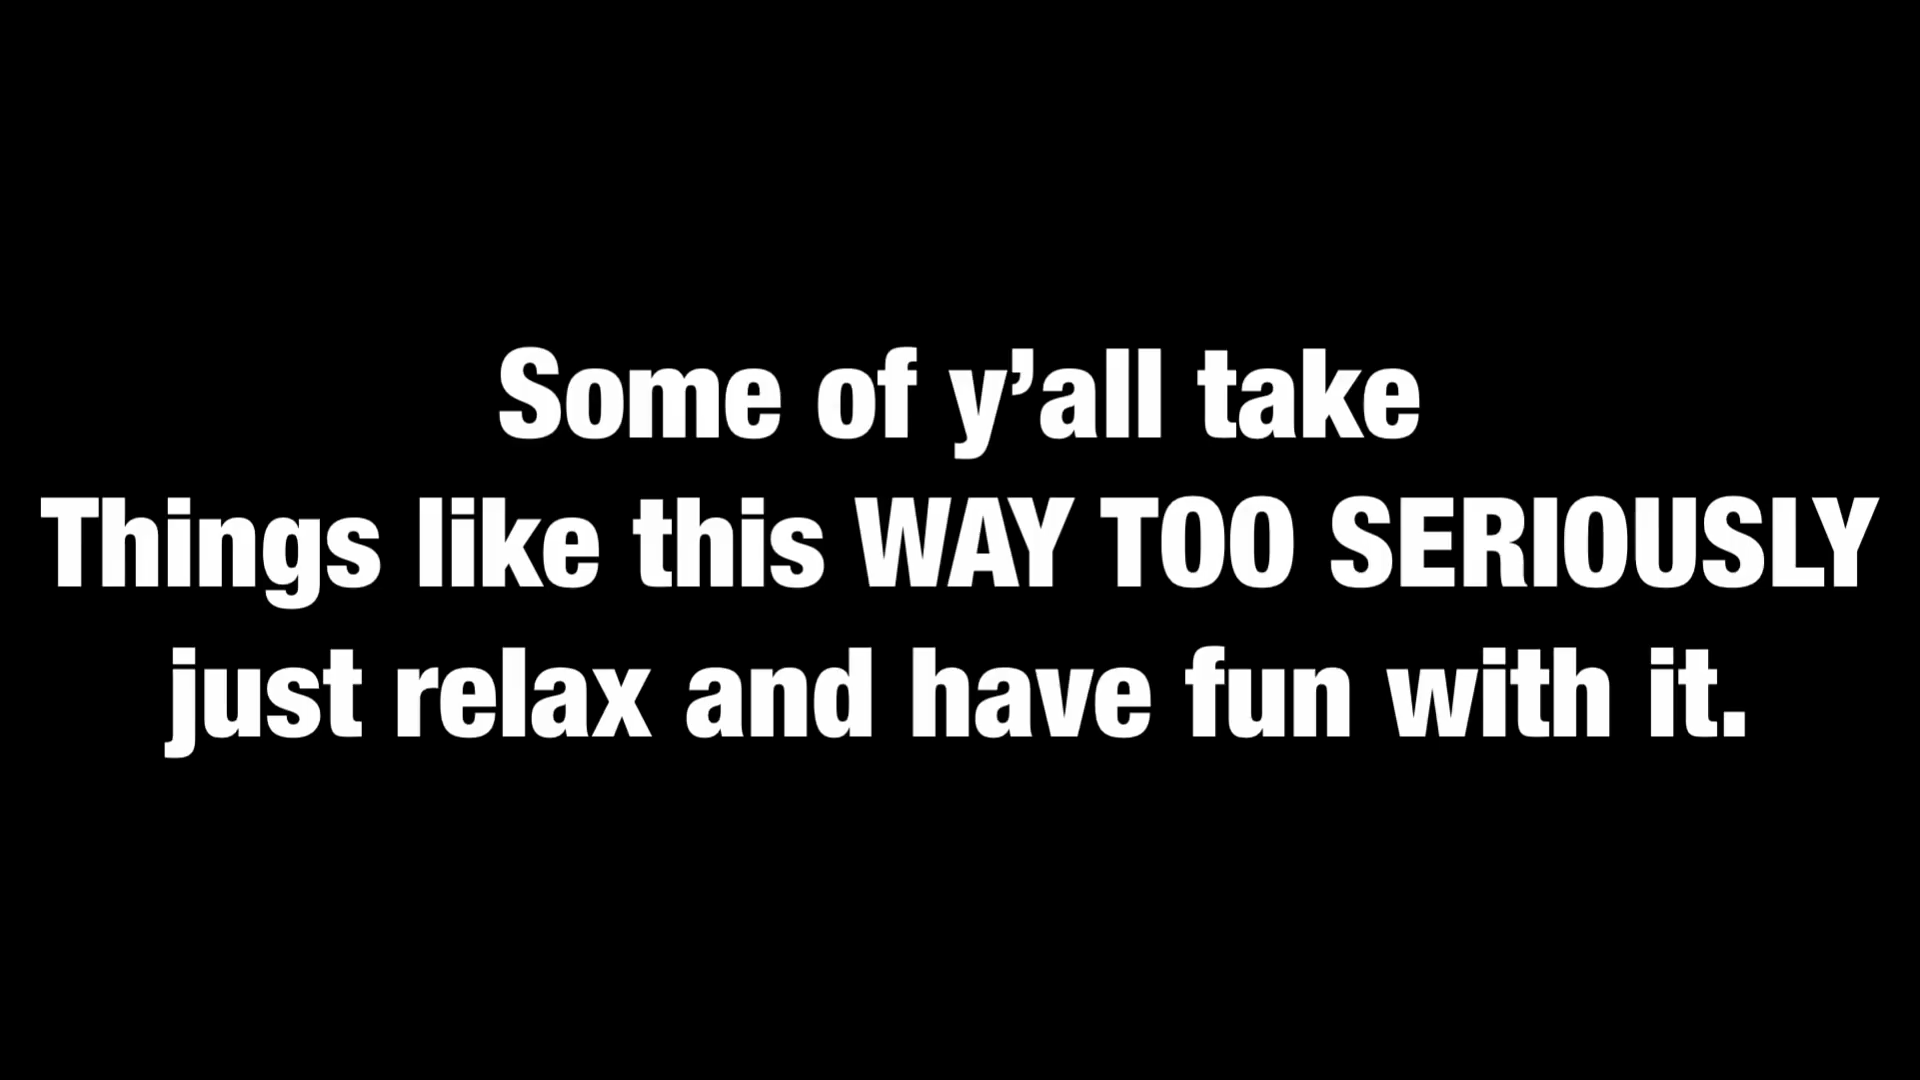 Some of y’all take
Things like this WAY TOO SERIOUSLY
just relax and have fun with it.